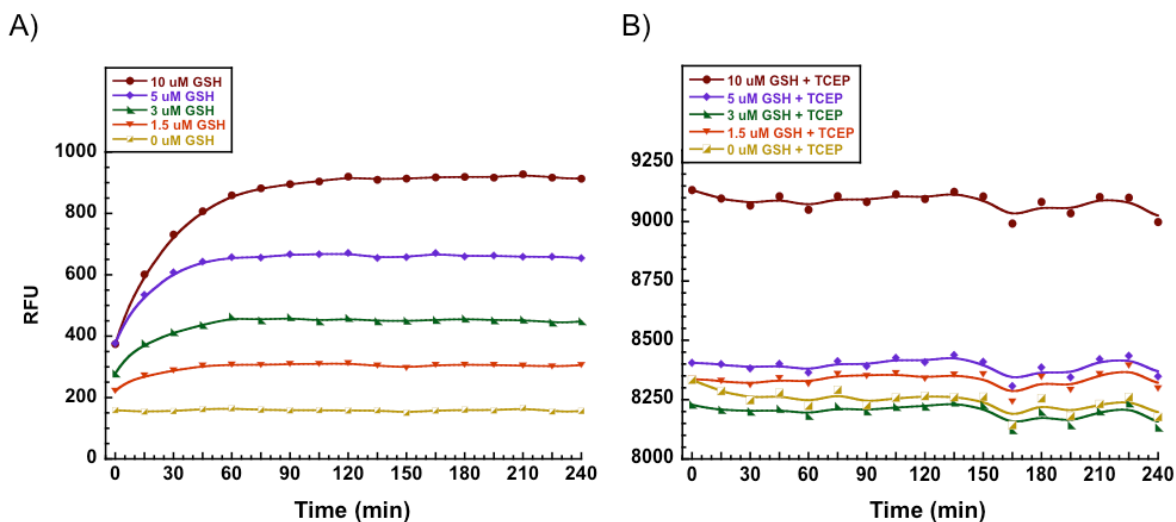 A)
10 uM GSH
5 uM GSH
3 uM GSH
1.5 uM GSH
0 uM GSH
1000
800
600
400
200
0
RFU
0 30 60 90 120 150 180 210 240
Time (min)
B)
10 uM GSH + TCEP
5 uM GSH + TCEP
3 uM GSH + TCEP
1.5 uM GSH + TCEP
0 uM GSH + TCEP
9250
9000
8750
8500
8250
8000
0 30 60 90 120 150 180 210 240
Time (min)